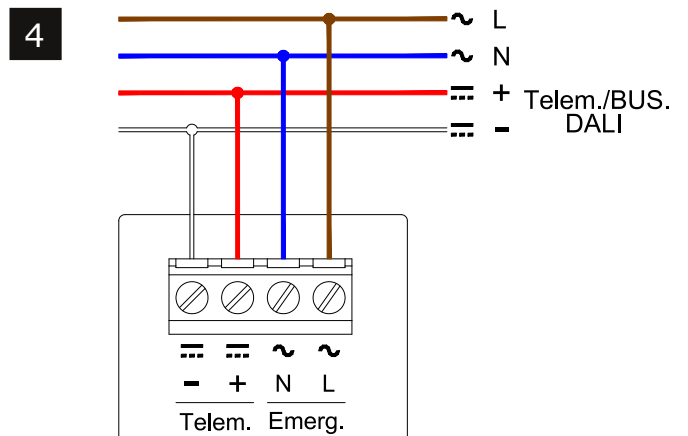 4
~ L
~ N
+ Telem./BUS.
- DALI
- + N L
Telem. Emerg.